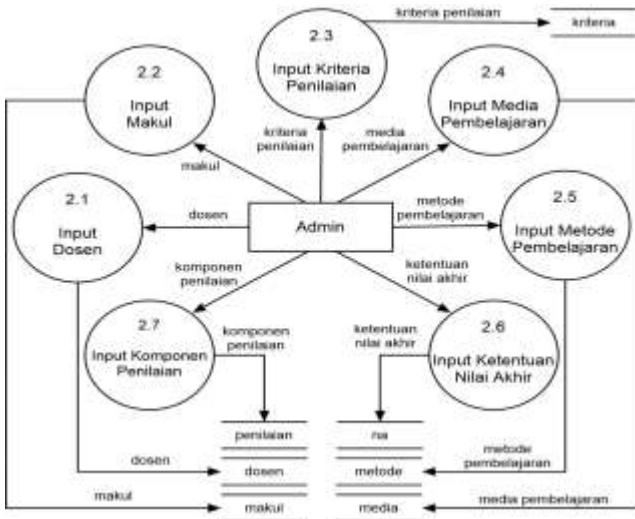 kriteria penilaian
kriteria
2.3
Input Kriteria
Penilaian
2.2
Input
Makul
2.4
Input Media
Pembelajaran
kriteria
penilaian
media
pembelajaran
makul
2.1
Input
Dosen
dosen
Admin
metode
pembelajaran
2.5
Input Metode
Pembelajaran
komponen
penilaian
ketentuan
nilai akhir
2.7
Input Komponen
Penilaian
komponen
penilaian
ketentuan
nilai akhir
2.6
Input Ketentuan
Nilai Akhir
penilaian
na
dosen
dosen
metode
metode
pembelajaran
makul
makul
media
media pembelajaran